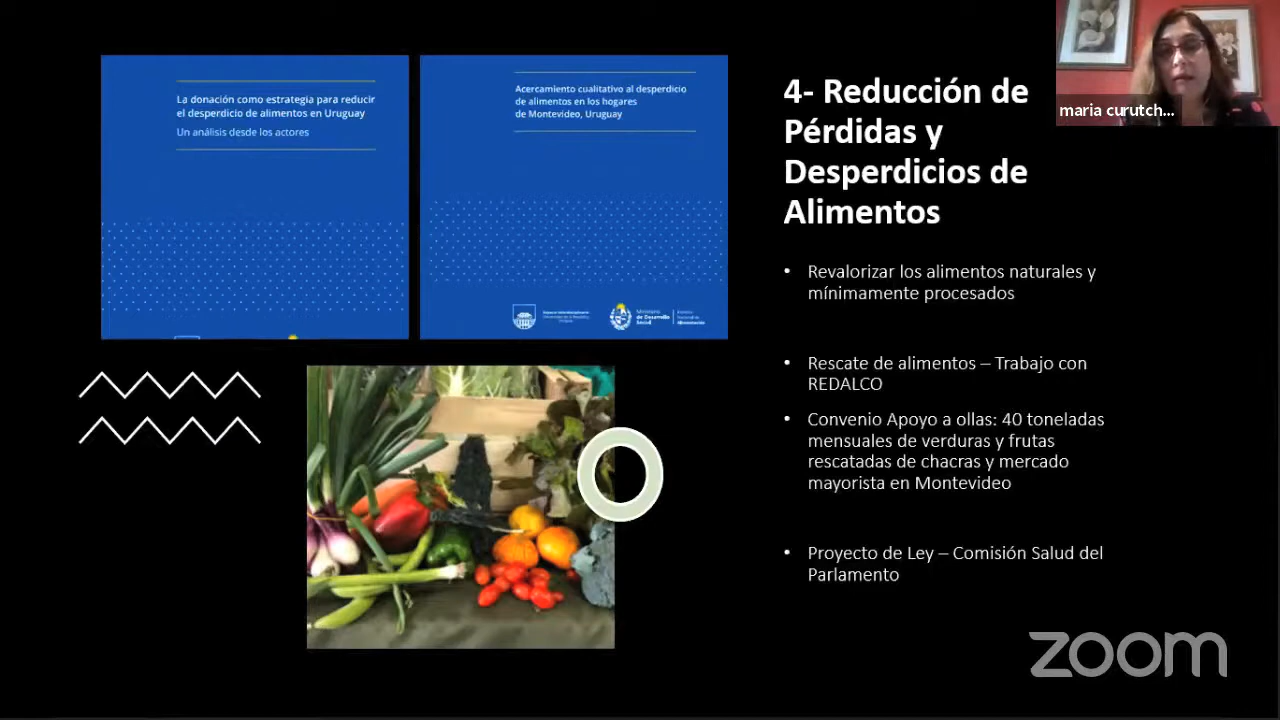 La donación como estrategia para reducir
el desperdicio de alimentos en Uruguay
Un análisis desde los actores
Acercamiento cualitativo al desperdicio
de alimentos en los hogares
de Montevideo, Uruguay
Ministerio
de Desarrollo
Social
4- Reducción de
Pérdidas y
Desperdicios de
Alimentos
• Revalorizar los alimentos naturales y
mínimamente procesados
• Rescate de alimentos – Trabajo con
REDALCO
• Convenio Apoyo a ollas: 40 toneladas
mensuales de verduras y frutas
rescatadas de chacras y mercado
mayorista en Montevideo
• Proyecto de Ley – Comisión Salud del
Parlamento
maria curutch...
zoom